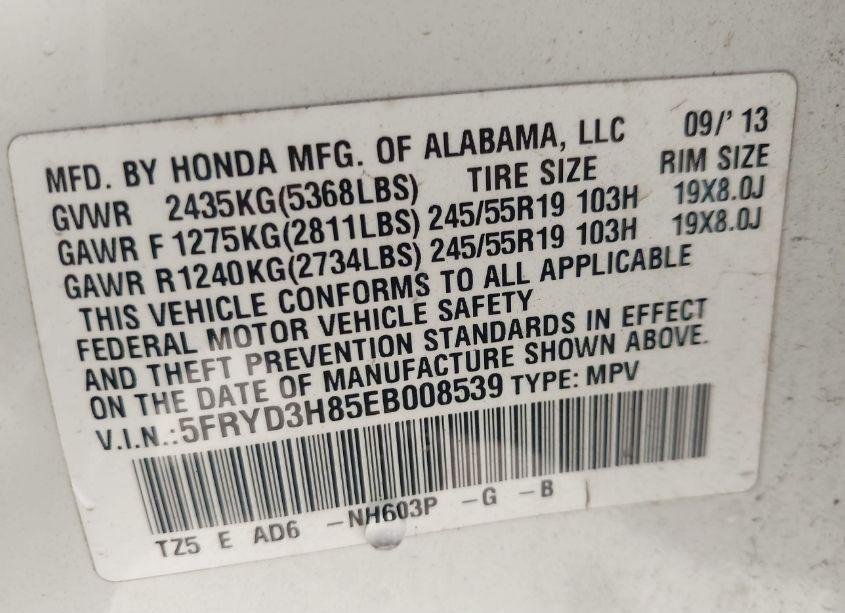 MFD. BY HONDA MFG. OF ALABAMA, LLC 09/' 13
GVWR 2435KG(5368LBS) TIRE SIZE RIM SIZE
GAWR F 1275KG(2811LBS) 245/55R19 103H 19X8.0J
GAWR R 1240KG(2734LBS) 245/55R19 103H 19X8.0J
THIS VEHICLE CONFORMS TO ALL APPLICABLE
FEDERAL MOTOR VEHICLE SAFETY
AND THEFT PREVENTION STANDARDS IN EFFECT
ON THE DATE OF MANUFACTURE SHOWN ABOVE.
V.I.N.:5FRYD3H85EB008539 TYPE: MPV
TZ5 E AD6 -NH603P -G -B